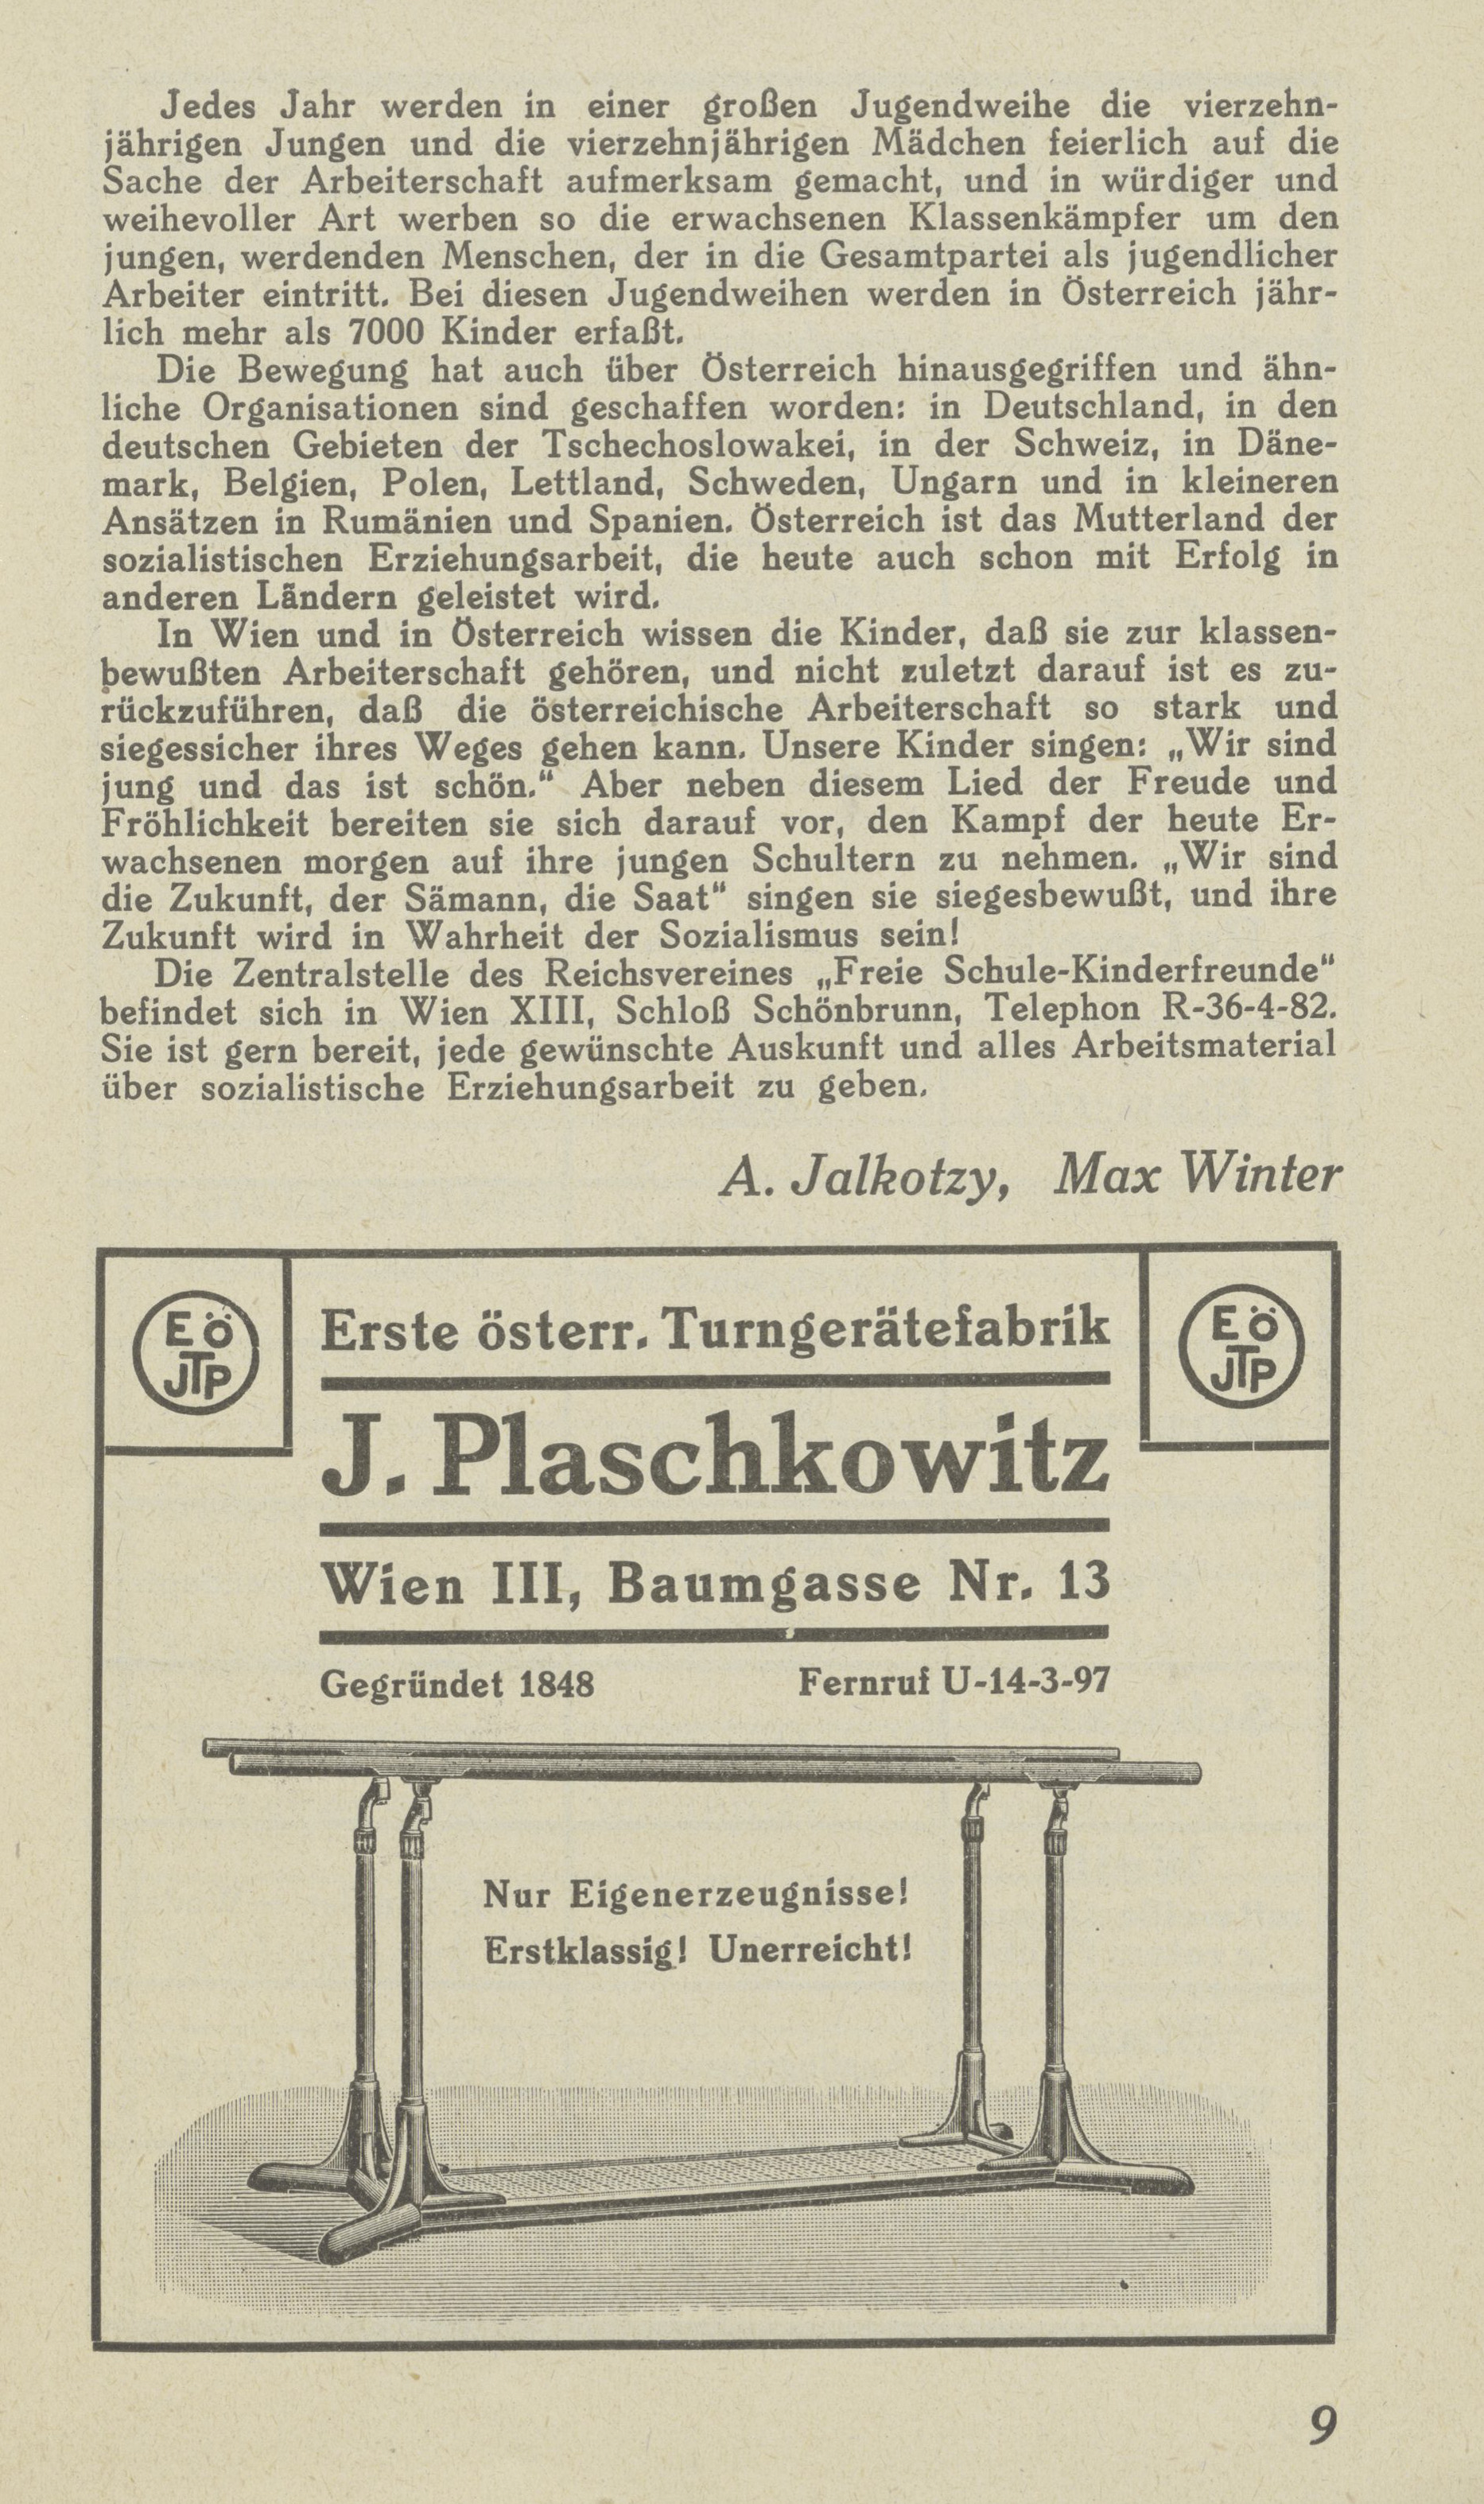 Jedes Jahr werden in einer großen Jugendweihe die vierzehn-
jährigen Jungen und die vierzehnjährigen Mädchen feierlich auf die
Sache der Arbeiterschaft aufmerksam gemacht, und in würdiger und
weihevoller Art werben so die erwachsenen Klassenkämpfer um den
jungen, werdenden Menschen, der in die Gesamtpartei als jugendlicher
Arbeiter eintritt. Bei diesen Jugendweihen werden in Österreich jähr-
lich mehr als 7000 Kinder erfaßt.
Die Bewegung hat auch über Österreich hinausgegriffen und ähn-
liche Organisationen sind geschaffen worden: in Deutschland, in den
deutschen Gebieten der Tschechoslowakei, in der Schweiz, in Däne-
mark, Belgien, Polen, Lettland, Schweden, Ungarn und in kleineren
Ansätzen in Rumänien und Spanien. Österreich ist das Mutterland der
sozialistischen Erziehungsarbeit, die heute auch schon mit Erfolg in
anderen Ländern geleistet wird.
In Wien und in Österreich wissen die Kinder, daß sie zur klassen-
bewußten Arbeiterschaft gehören, und nicht zuletzt darauf ist es zu-
rückzuführen, daß die österreichische Arbeiterschaft so stark und
siegessicher ihres Weges gehen kann. Unsere Kinder singen: „Wir sind
jung und das ist schön.“ Aber neben diesem Lied der Freude und
Fröhlichkeit bereiten sie sich darauf vor, den Kampf der heute Er-
wachsenen morgen auf ihre jungen Schultern zu nehmen. „Wir sind
die Zukunft, der Sämann, die Saat“ singen sie siegesbewußt, und ihre
Zukunft wird in Wahrheit der Sozialismus sein!
Die Zentralstelle des Reichsvereines „Freie Schule-Kinderfreunde“
befindet sich in Wien XIII, Schloß Schönbrunn, Telephon R-36-4-82.
Sie ist gern bereit, jede gewünschte Auskunft und alles Arbeitsmaterial
über sozialistische Erziehungsarbeit zu geben.
A. Jalkotzy, Max Winter
EÖ
JTP
EÖ
JTP
Erste österr. Turngerätefabrik
J. Plaschkowitz
Wien III, Baumgasse Nr. 13
Gegründet 1848 Fernruf U-14-3-97
Nur Eigenerzeugnisse!
Erstklassig! Unerreicht!
9